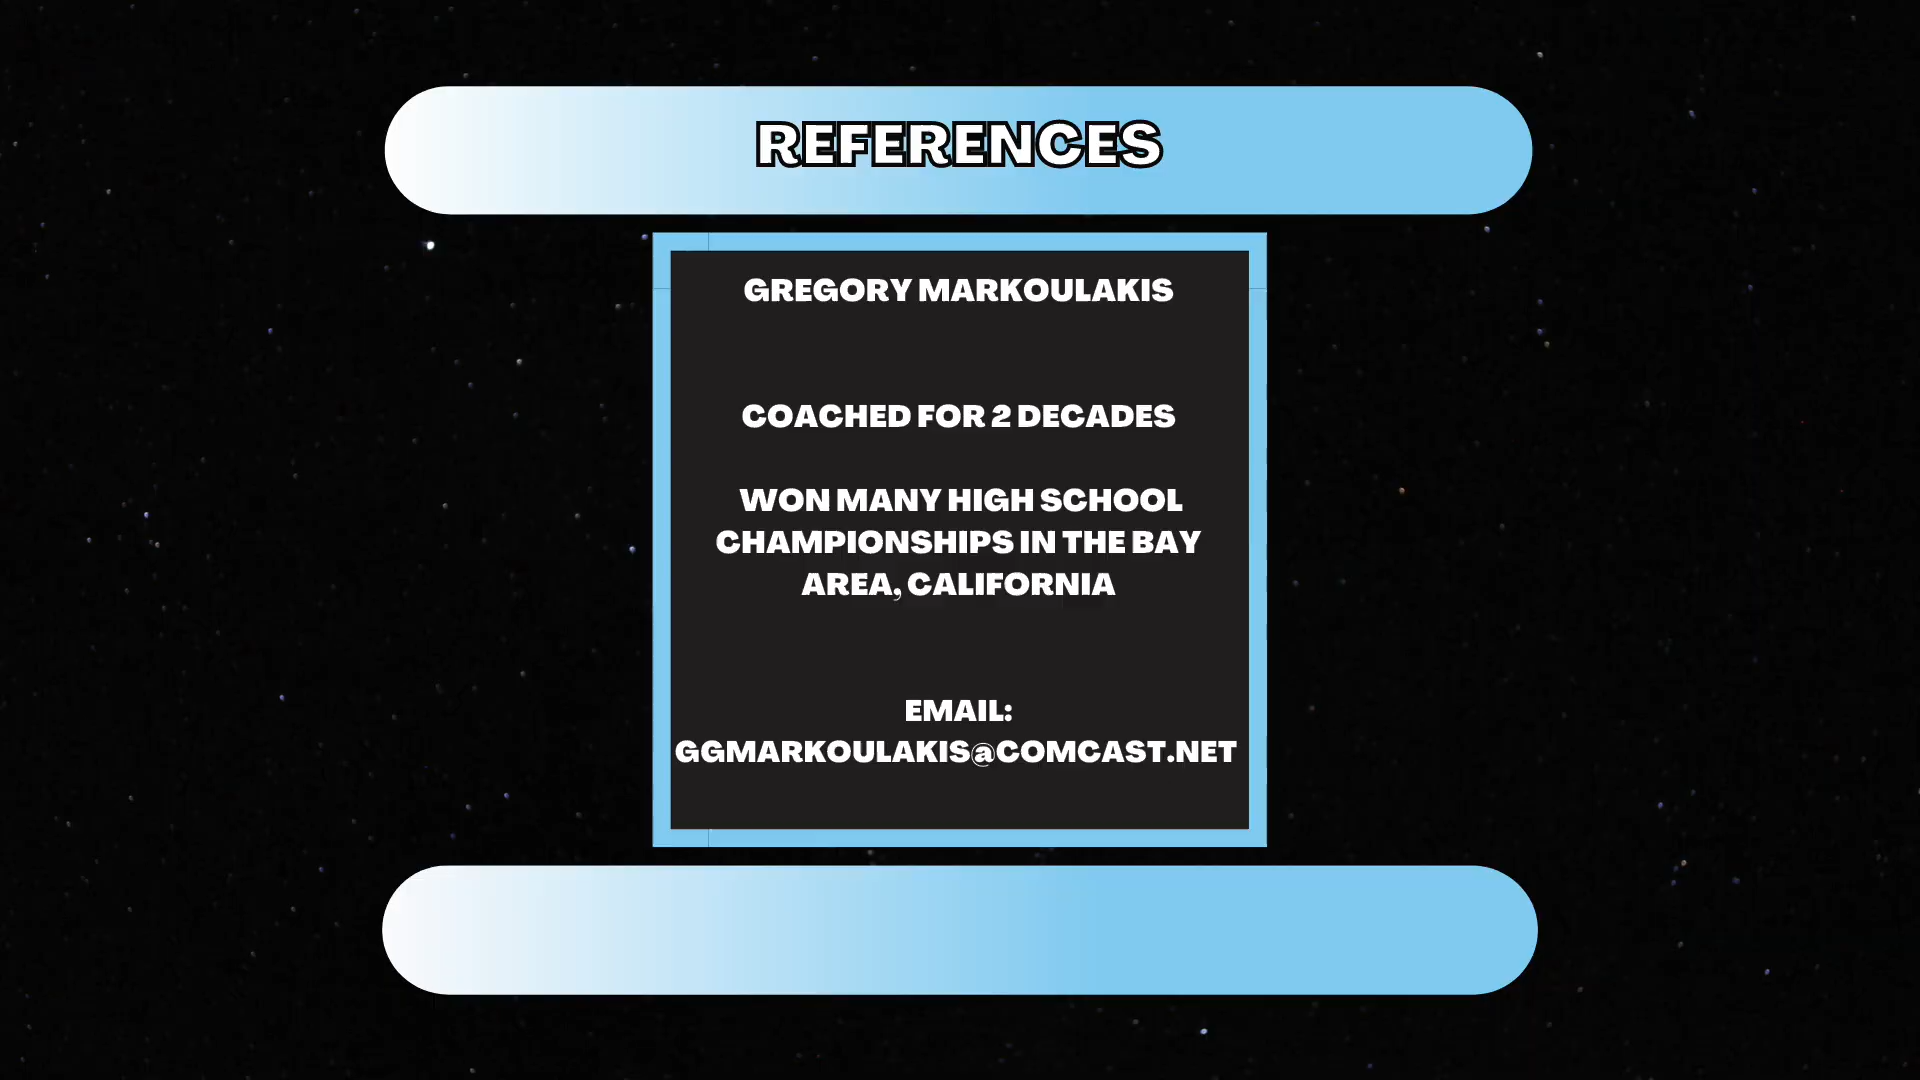 REFERENCES
GREGORY MARKOULAKIS
COACHED FOR 2 DECADES
WON MANY HIGH SCHOOL
CHAMPIONSHIPS IN THE BAY
AREA, CALIFORNIA
EMAIL:
GGMARKOULAKIS@COMCAST.NET